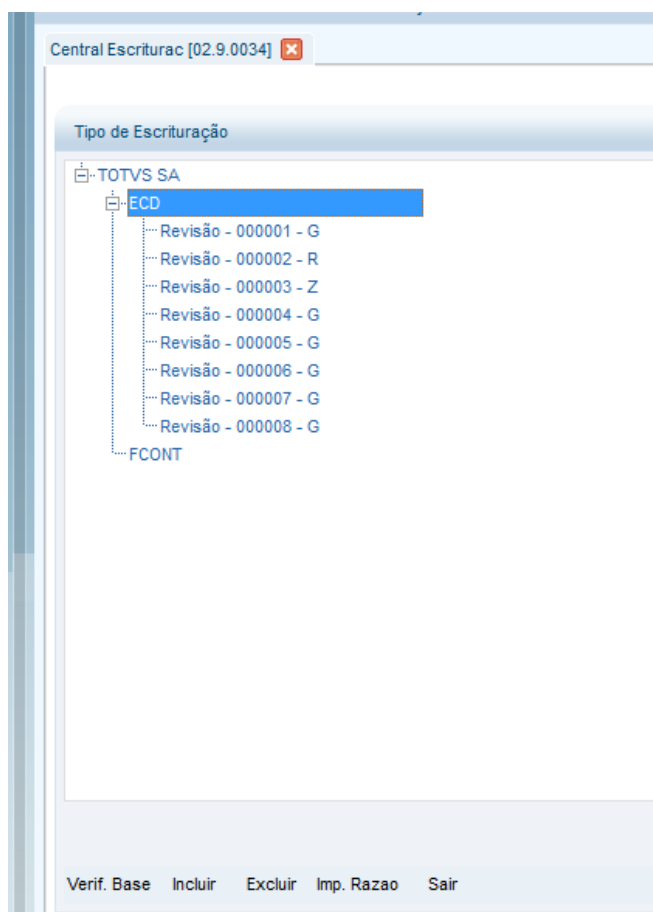 Central Escriturac [02.9.0034]
Tipo de Escrituração
TOTVS SA
ECD
Revisão - 000001 - G
Revisão - 000002 - R
Revisão - 000003 - Z
Revisão - 000004 - G
Revisão - 000005 - G
Revisão - 000006 - G
Revisão - 000007 - G
Revisão - 000008 - G
FCONT
Verif. Base Incluir Excluir Imp. Razao Sair